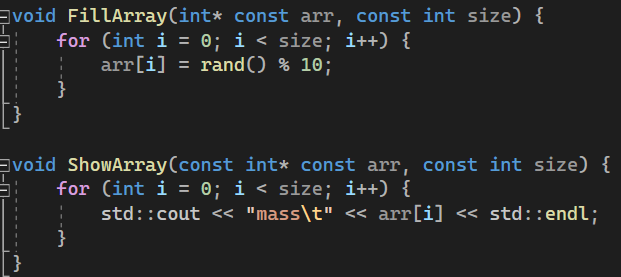 void FillArray(int* const arr, const int size) {
    for (int i = 0; i < size; i++) {
        arr[i] = rand() % 10;
    }
}

void ShowArray(const int* const arr, const int size) {
    for (int i = 0; i < size; i++) {
        std::cout << "mass\t" << arr[i] << std::endl;
    }
}